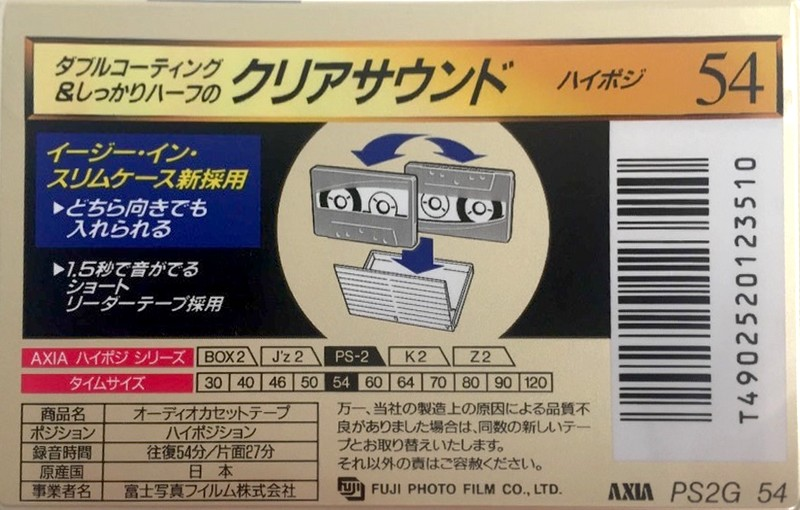 ダブルコーティング
&しっかりハーフの
クリアサウンド
ハイポジ
54
イージー・イン・
スリムケース新採用
▶どちら向きでも
入れられる
▶1.5秒で音がでる
ショート
リーダーテープ採用
T4902520123510
AXIA ハイポジ シリーズ BOX2 J'z 2 PS-2 K2 Z2
タイムサイズ 30 40 46 50 54 60 64 70 80 90 120
商品名 オーディオカセットテープ
ポジション ハイポジション
録音時間 往復54分/片面27分
原産国 日本
事業者名 富士写真フイルム株式会社
万一、当社の製造上の原因による品質不
良がありました場合は、同数の新しいテー
プとお取り替えいたします。
それ以外の責はご容赦ください。
FUJI FUJI PHOTO FILM CO., LTD.
AXIA PS2G 54